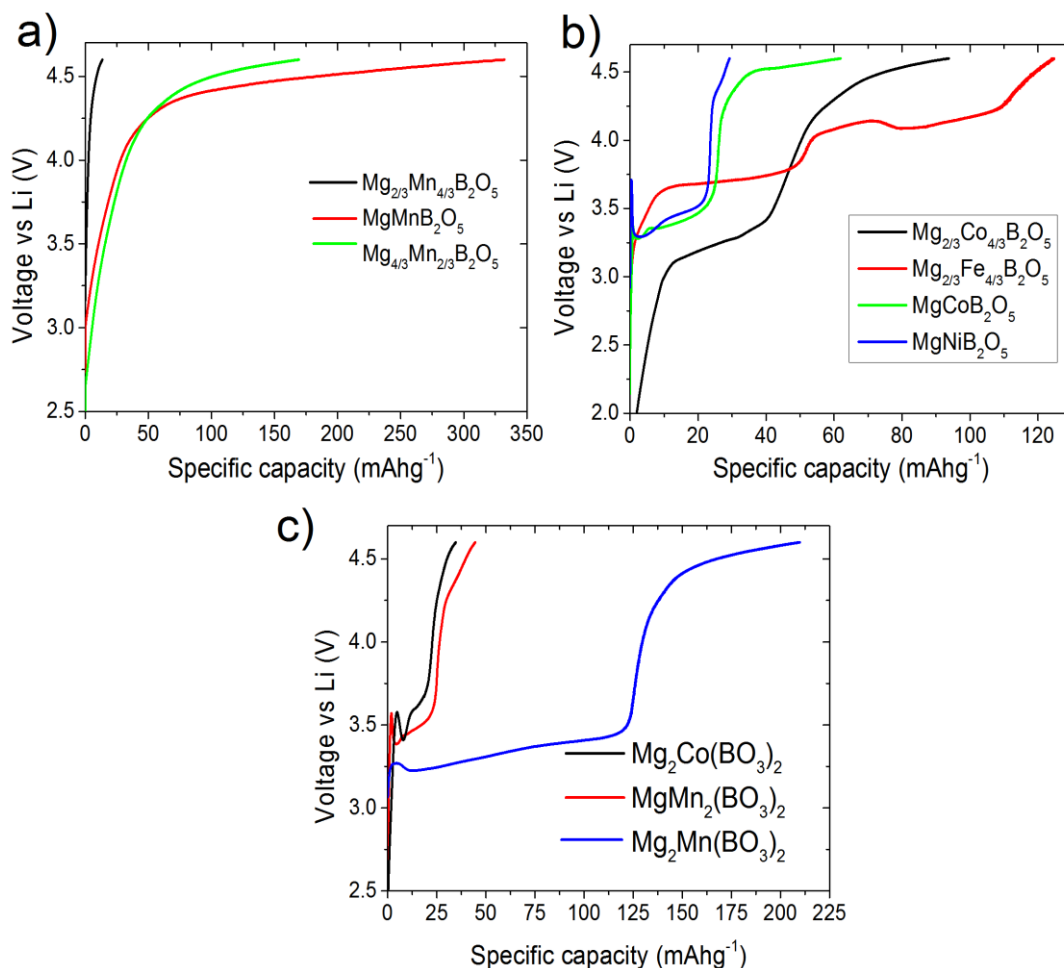 a)
4.5
4.0
3.5
3.0
2.5
Voltage vs Li (V)
Mg2/3Mn4/3B2O5
MgMnB2O5
Mg4/3Mn2/3B2O5
0 50 100 150 200 250 300 350
Specific capacity (mAhg-1)
b)
4.5
4.0
3.5
3.0
2.5
2.0
Voltage vs Li (V)
Mg2/3Co4/3B2O5
Mg2/3Fe4/3B2O5
MgCoB2O5
MgNiB2O5
0 20 40 60 80 100 120
Specific capacity (mAhg-1)
c)
4.5
4.0
3.5
3.0
2.5
Voltage vs Li (V)
Mg2Co(BO3)2
MgMn2(BO3)2
Mg2Mn(BO3)2
0 25 50 75 100 125 150 175 200 225
Specific capacity (mAhg-1)